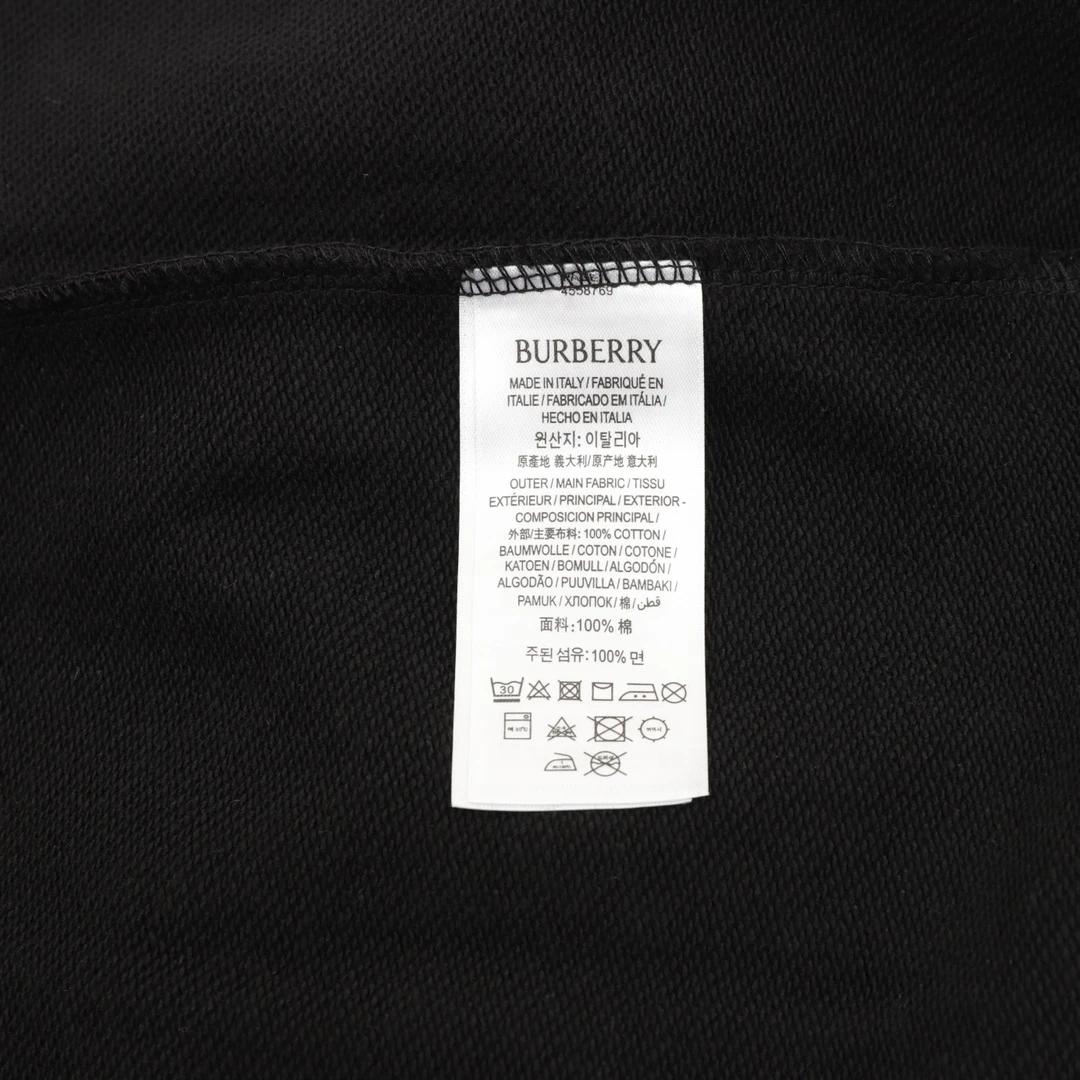 4558769
BURBERRY
MADE IN ITALY / FABRIQUÉ EN
ITALIE / FABRICADO EM ITÁLIA /
HECHO EN ITALIA
원산지: 이탈리아
原產地 義大利/原产地 意大利
OUTER / MAIN FABRIC / TISSU
EXTÉRIEUR / PRINCIPAL / EXTERIOR -
COMPOSICION PRINCIPAL /
外部/主要布料: 100% COTTON /
BAUMWOLLE / COTON / COTONE /
KATOEN / BOMULL / ALGODÓN /
ALGODÃO / PUUVILLA / BAMBAKI /
PAMUK / ХЛОПОК / 棉 / قطن
面料:100% 棉
주된 섬유: 100% 면
30